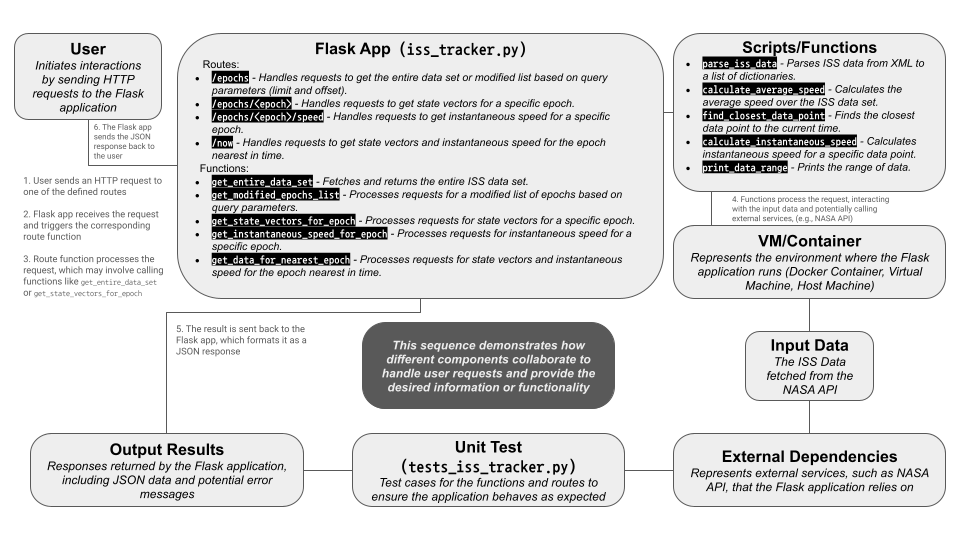 User
Initiates interactions
by sending HTTP
requests to the Flask
application
6. The Flask app
sends the JSON
response back to
the user
1. User sends an HTTP request to
one of the defined routes
2. Flask app receives the request
and triggers the corresponding
route function
3. Route function processes the
request, which may involve calling
functions like get_entire_data_set
or get_state_vectors_for_epoch
Flask App (iss_tracker.py)
Routes:
● /epochs - Handles requests to get the entire data set or modified list based on query
parameters (limit and offset).
● /epochs/<epoch> - Handles requests to get state vectors for a specific epoch.
● /epochs/<epoch>/speed - Handles requests to get instantaneous speed for a specific
epoch.
● /now - Handles requests to get state vectors and instantaneous speed for the epoch
nearest in time.
Functions:
● get_entire_data_set - Fetches and returns the entire ISS data set.
● get_modified_epochs_list - Processes requests for a modified list of epochs based on
query parameters.
● get_state_vectors_for_epoch - Processes requests for state vectors for a specific epoch.
● get_instantaneous_speed_for_epoch - Processes requests for instantaneous speed for a
specific epoch.
● get_data_for_nearest_epoch - Processes requests for state vectors and instantaneous
speed for the epoch nearest in time.
Scripts/Functions
● parse_iss_data - Parses ISS data from XML to
a list of dictionaries.
● calculate_average_speed - Calculates the
average speed over the ISS data set.
● find_closest_data_point - Finds the closest
data point to the current time.
● calculate_instantaneous_speed - Calculates
instantaneous speed for a specific data point.
● print_data_range - Prints the range of data.
4. Functions process the request, interacting
with the input data and potentially calling
external services, (e.g., NASA API)
VM/Container
Represents the environment where the Flask
application runs (Docker Container, Virtual
Machine, Host Machine)
5. The result is sent back to the
Flask app, which formats it as a
JSON response
This sequence demonstrates how
different components collaborate to
handle user requests and provide the
desired information or functionality
Input Data
The ISS Data
fetched from the
NASA API
Output Results
Responses returned by the Flask application,
including JSON data and potential error
messages
Unit Test
(tests_iss_tracker.py)
Test cases for the functions and routes to
ensure the application behaves as expected
External Dependencies
Represents external services, such as NASA
API, that the Flask application relies on